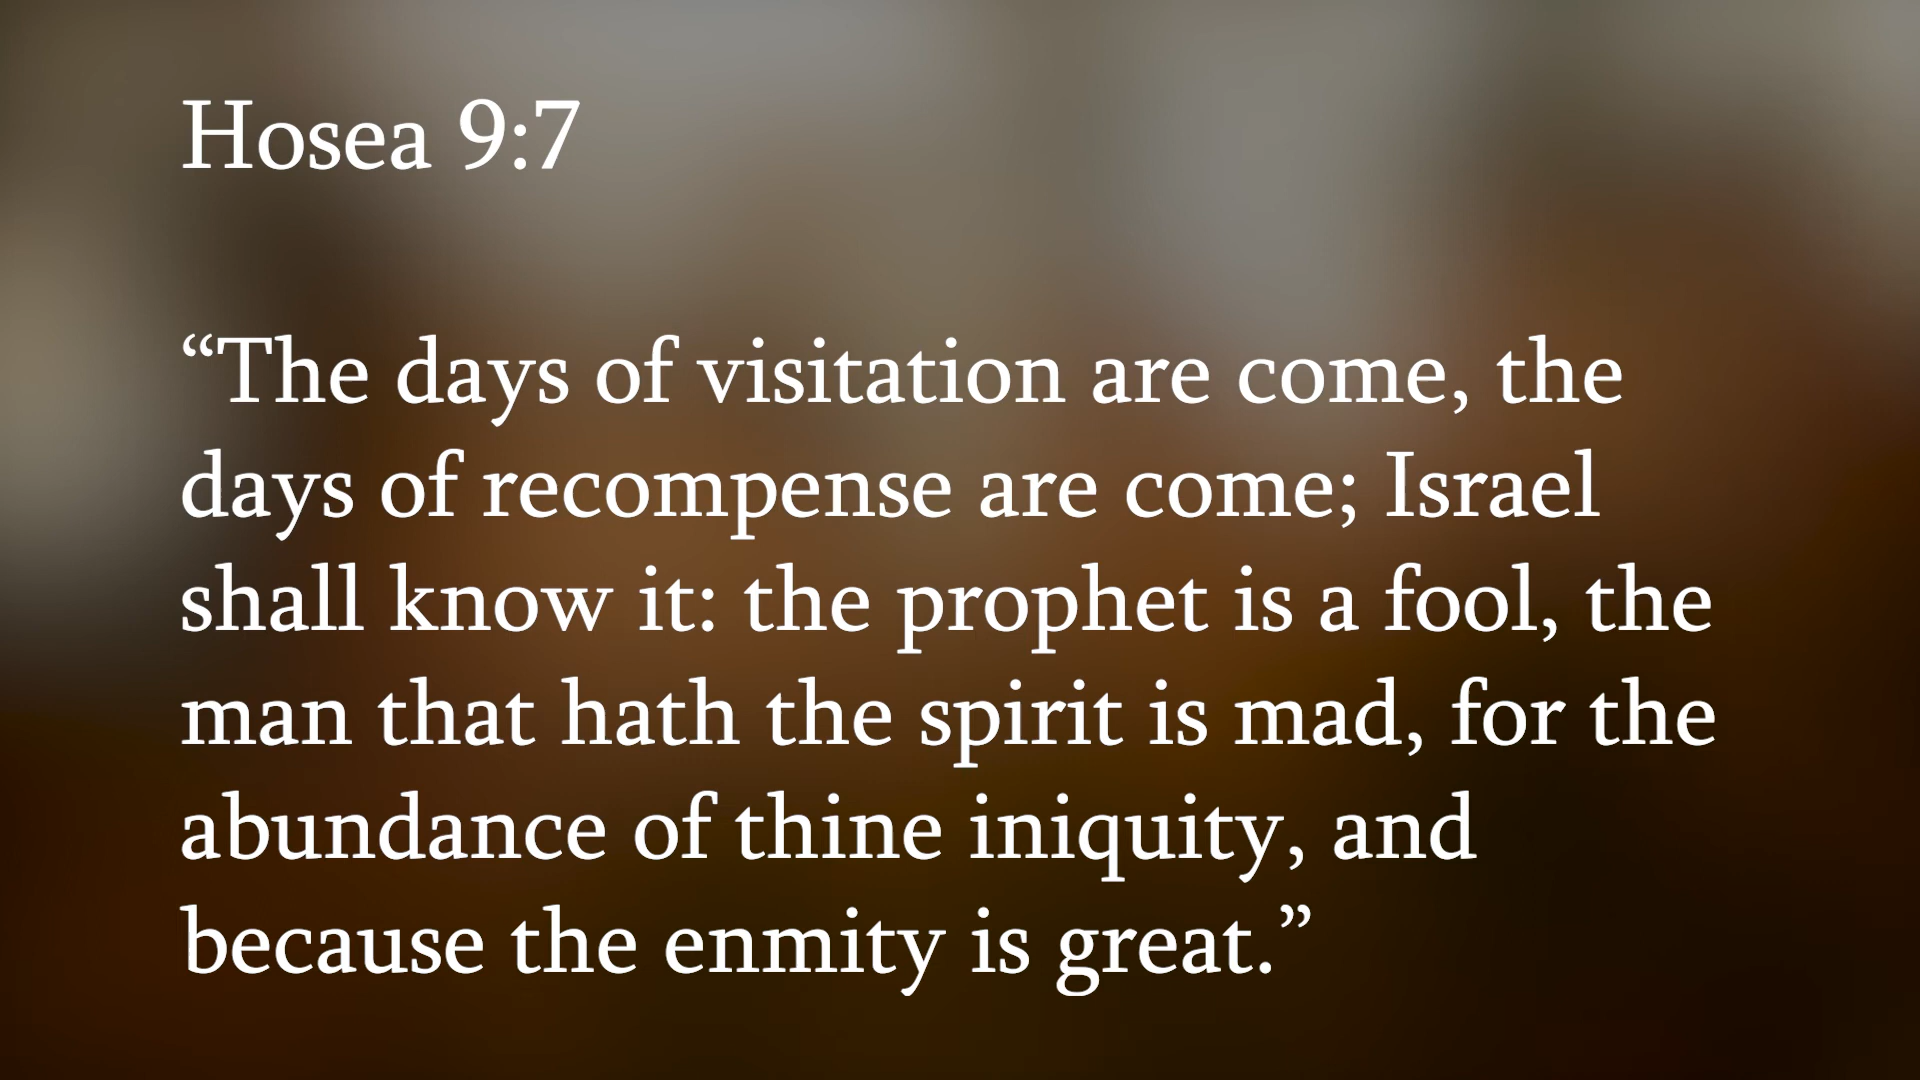 Hosea 9:7
“The days of visitation are come, the
days of recompense are come; Israel
shall know it: the prophet is a fool, the
man that hath the spirit is mad, for the
abundance of thine iniquity, and
because the enmity is great.”